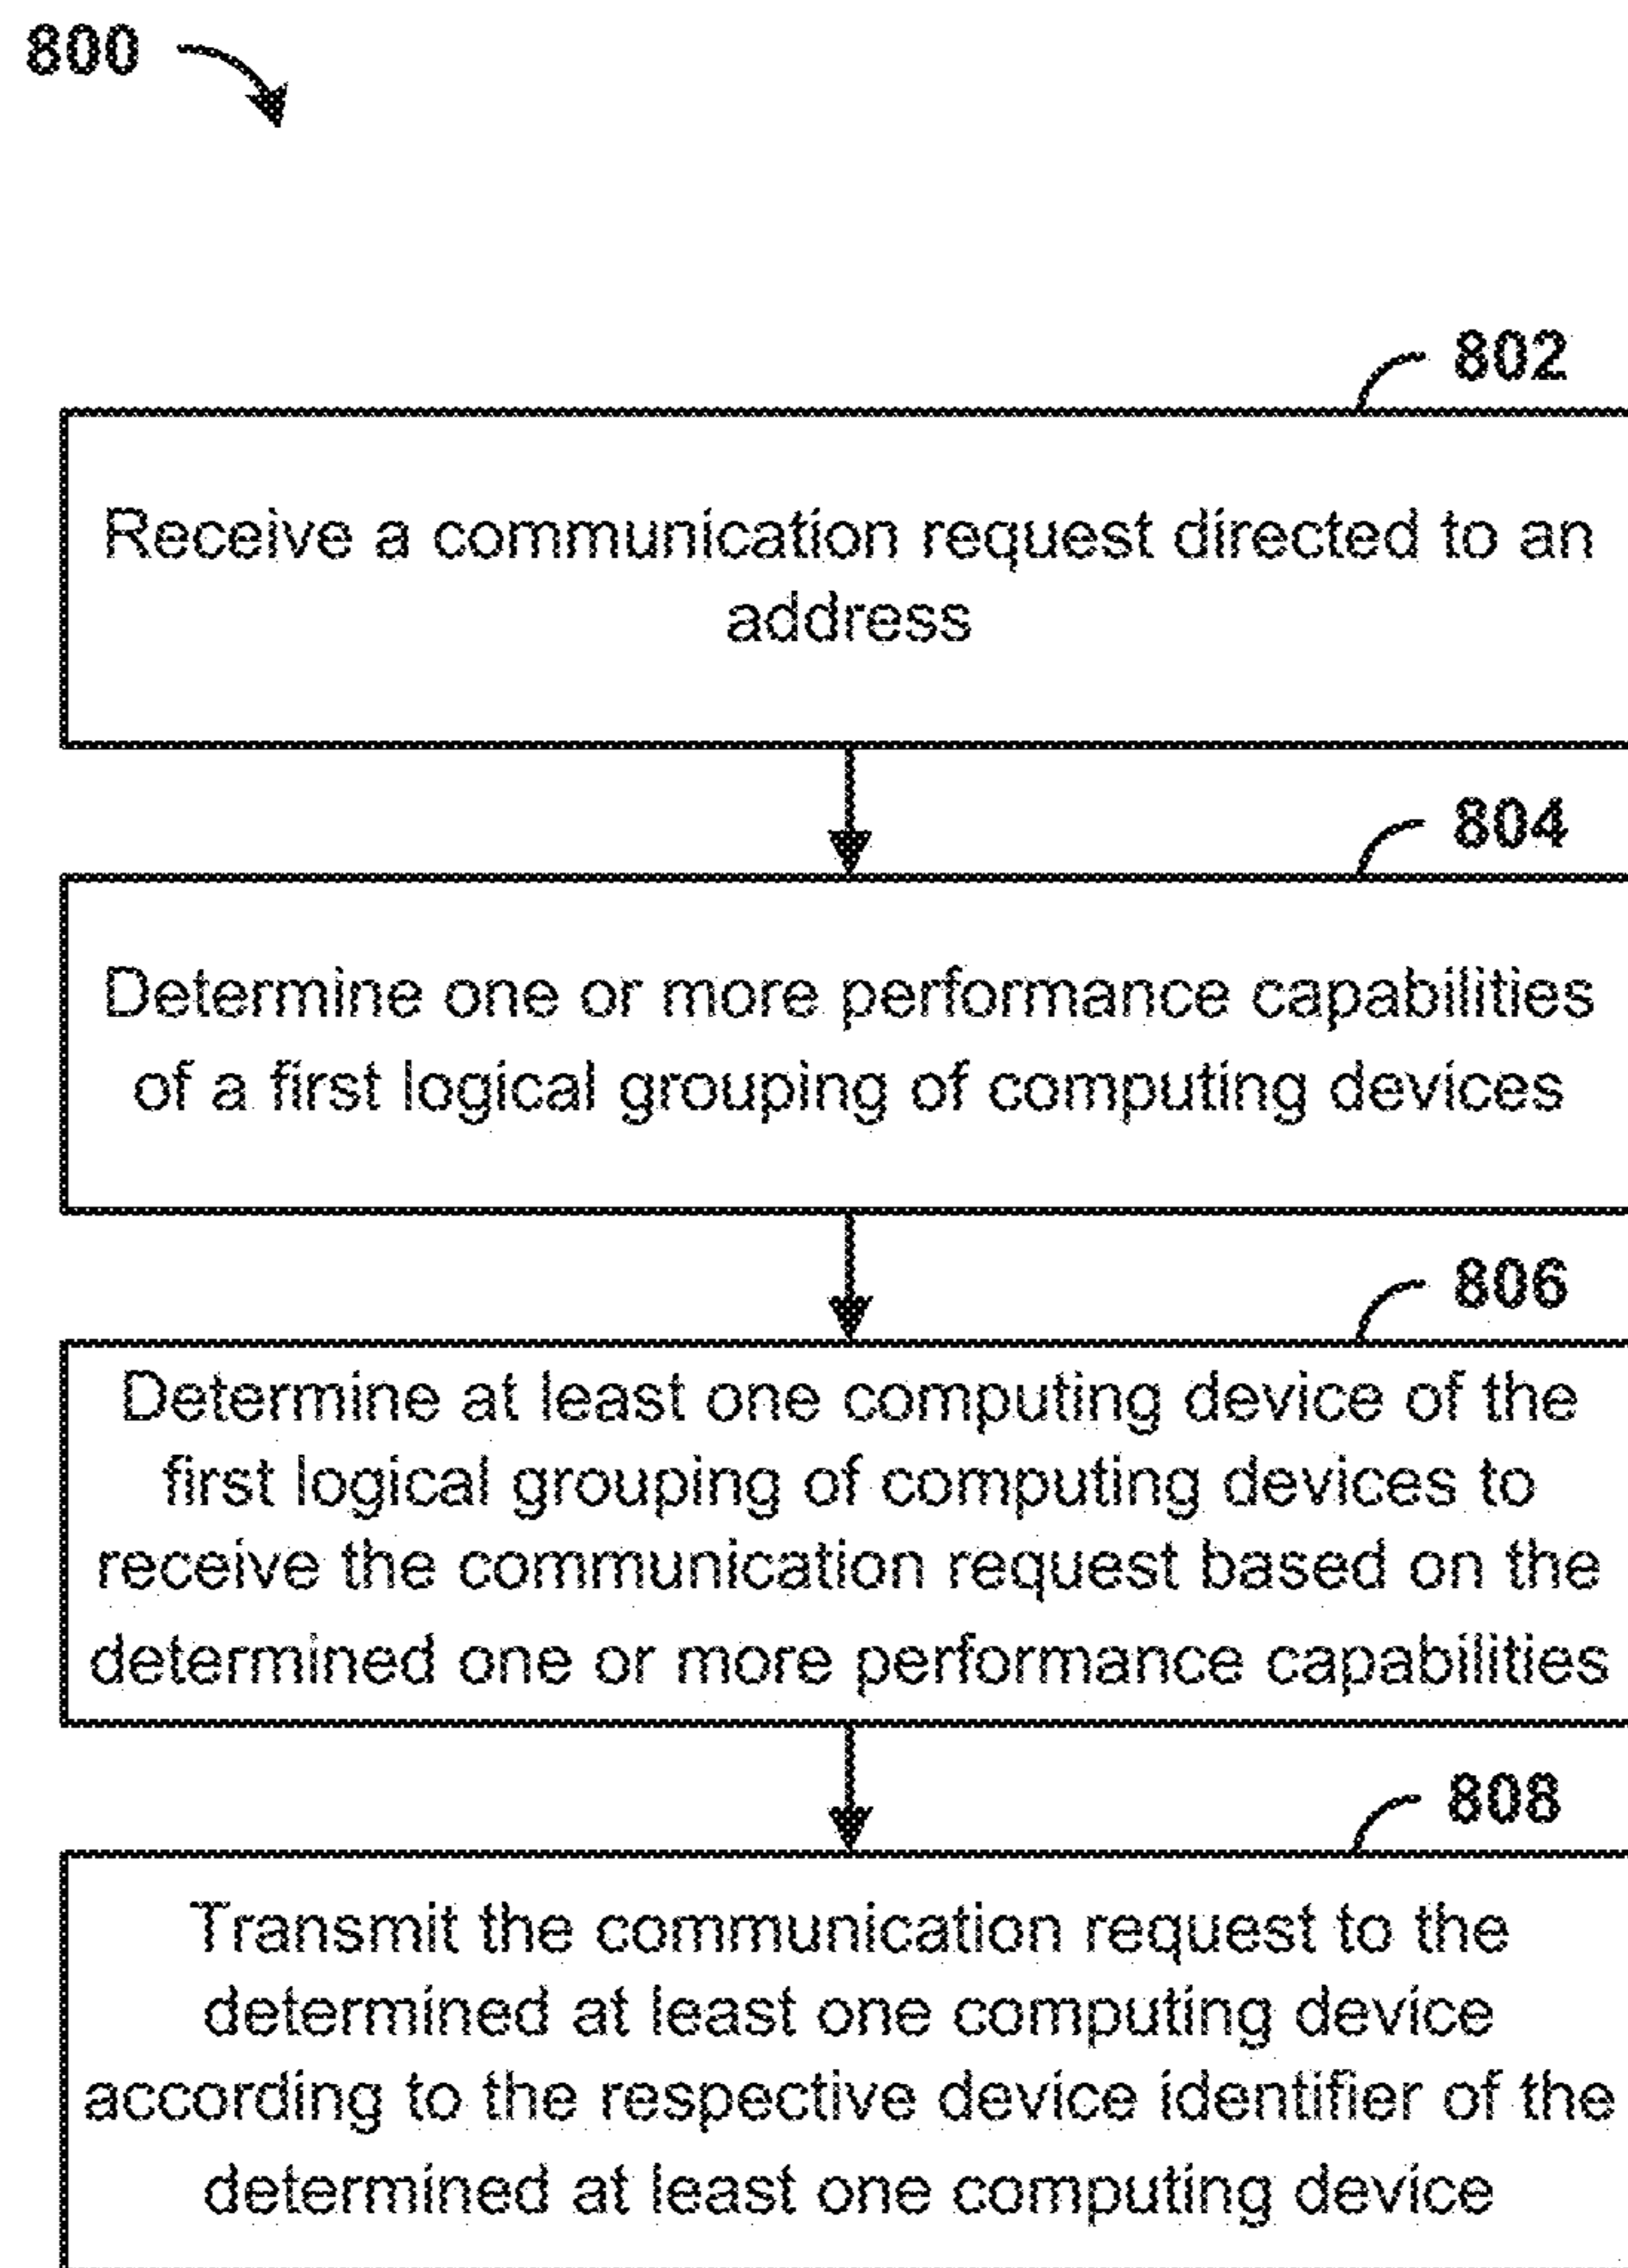 800
802
Receive a communication request directed to an
address
804
Determine one or more performance capabilities
of a first logical grouping of computing devices
806
Determine at least one computing device of the
first logical grouping of computing devices to
receive the communication request based on the
determined one or more performance capabilities
808
Transmit the communication request to the
determined at least one computing device
according to the respective device identifier of the
determined at least one computing device